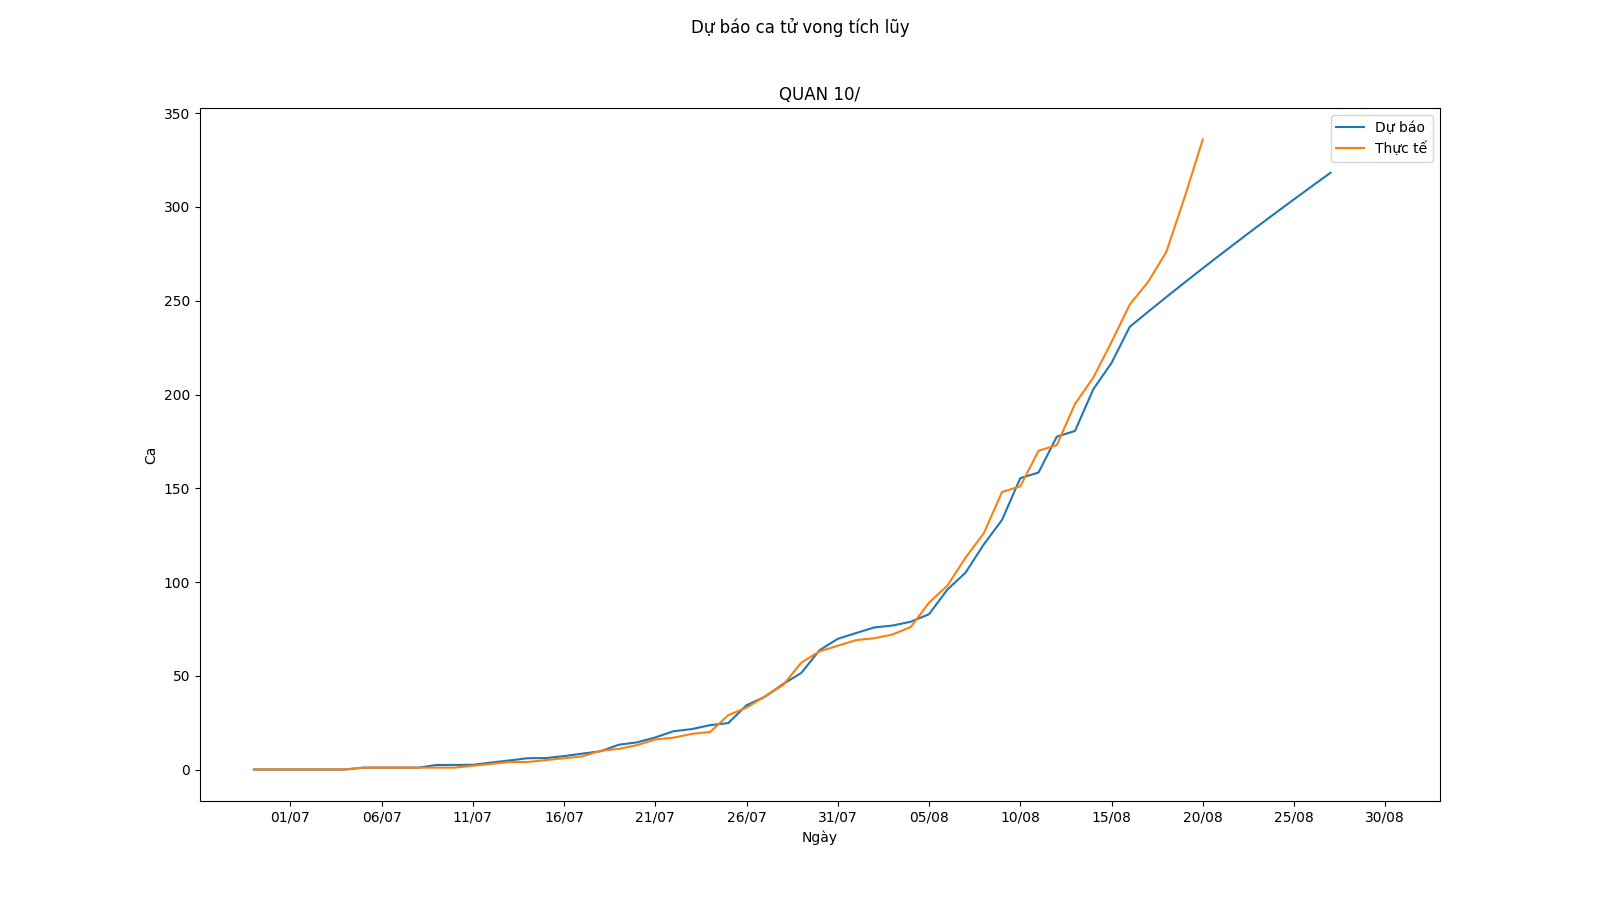 Dự báo ca tử vong tích lũy
QUAN 10/
Dự báo
Thực tế
350
300
250
200
150
100
50
0
Ca
01/07 06/07 11/07 16/07 21/07 26/07 31/07 05/08 10/08 15/08 20/08 25/08 30/08
Ngày